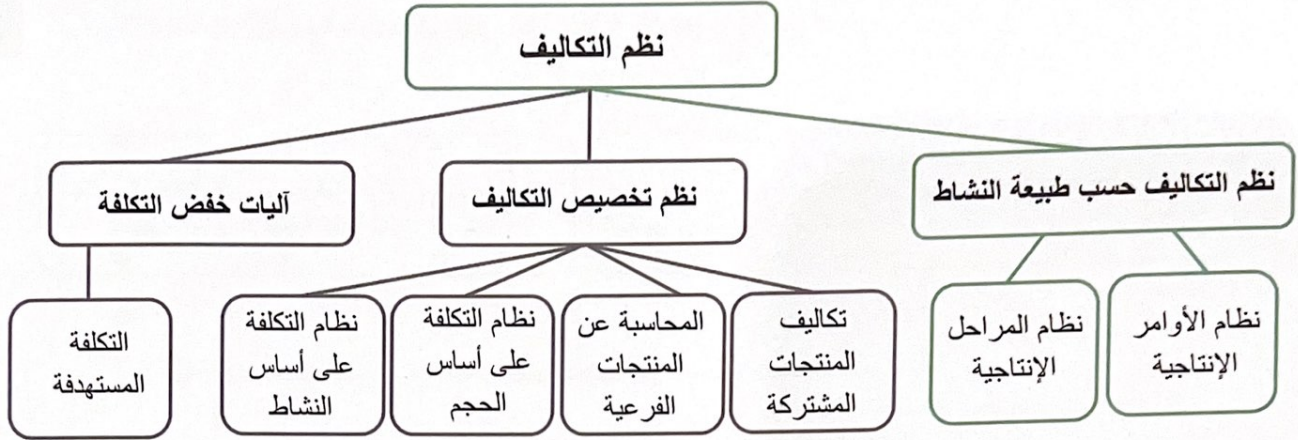 نظم التكاليف
نظم التكاليف حسب طبيعة النشاط
نظم تخصيص التكاليف
آليات خفض التكلفة
نظام الأوامر
الإنتاجية
نظام المراحل
الإنتاجية
تكاليف
المنتجات
المشتركة
المحاسبة عن
المنتجات
الفرعية
نظام التكلفة
على أساس
الحجم
نظام التكلفة
على أساس
النشاط
التكلفة
المستهدفة